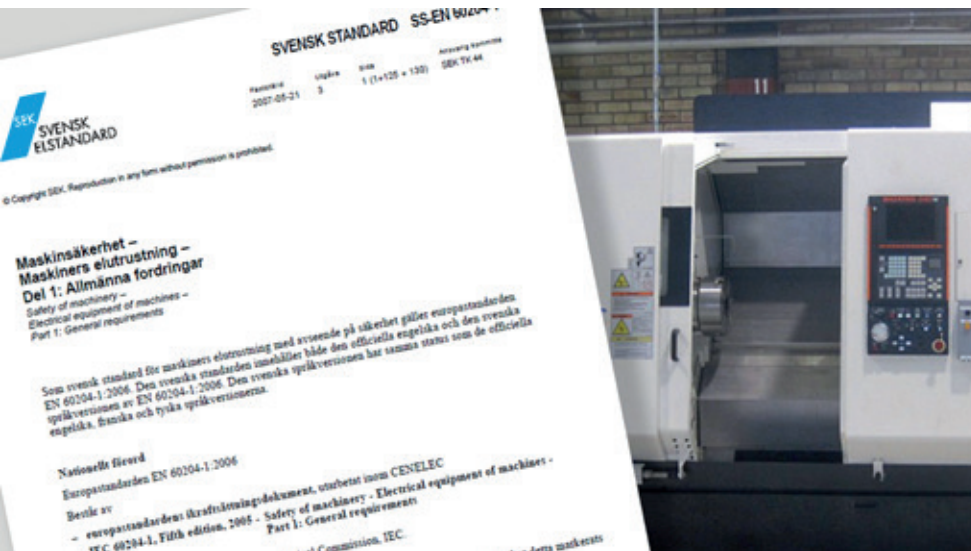 SVENSK STANDARD SS-EN 60204-1
Fastställd
Utgåva
Sida
Ansvarig kommitté
2007-05-21
3
1 (1+125 + 130)
SEK TK 44
SEK
SVENSK
ELSTANDARD
© Copyright SEK. Reproduction in any form without permission is prohibited.
Maskinsäkerhet –
Maskiners elutrustning –
Del 1: Allmänna fordringar
Safety of machinery –
Electrical equipment of machines –
Part 1: General requirements
Som svensk standard för maskiners elutrustning med avseende på säkerhet gäller europastandarden
EN 60204-1:2006. Den svenska standarden innehåller både den officiella engelska och den svenska
språkversionen av EN 60204-1:2006. Den svenska språkversionen har samma status som de officiella
engelska, franska och tyska språkversionerna.
Nationellt förord
Europastandarden EN 60204-1:2006
Består av
– europastandardens ikraftsättningsdokument, utarbetat inom CENELEC
IEC 60204-1, Fifth edition, 2005 - Safety of machinery - Electrical equipment of machines -
Part 1: General requirements
Commission, IEC.
detta markerats
11